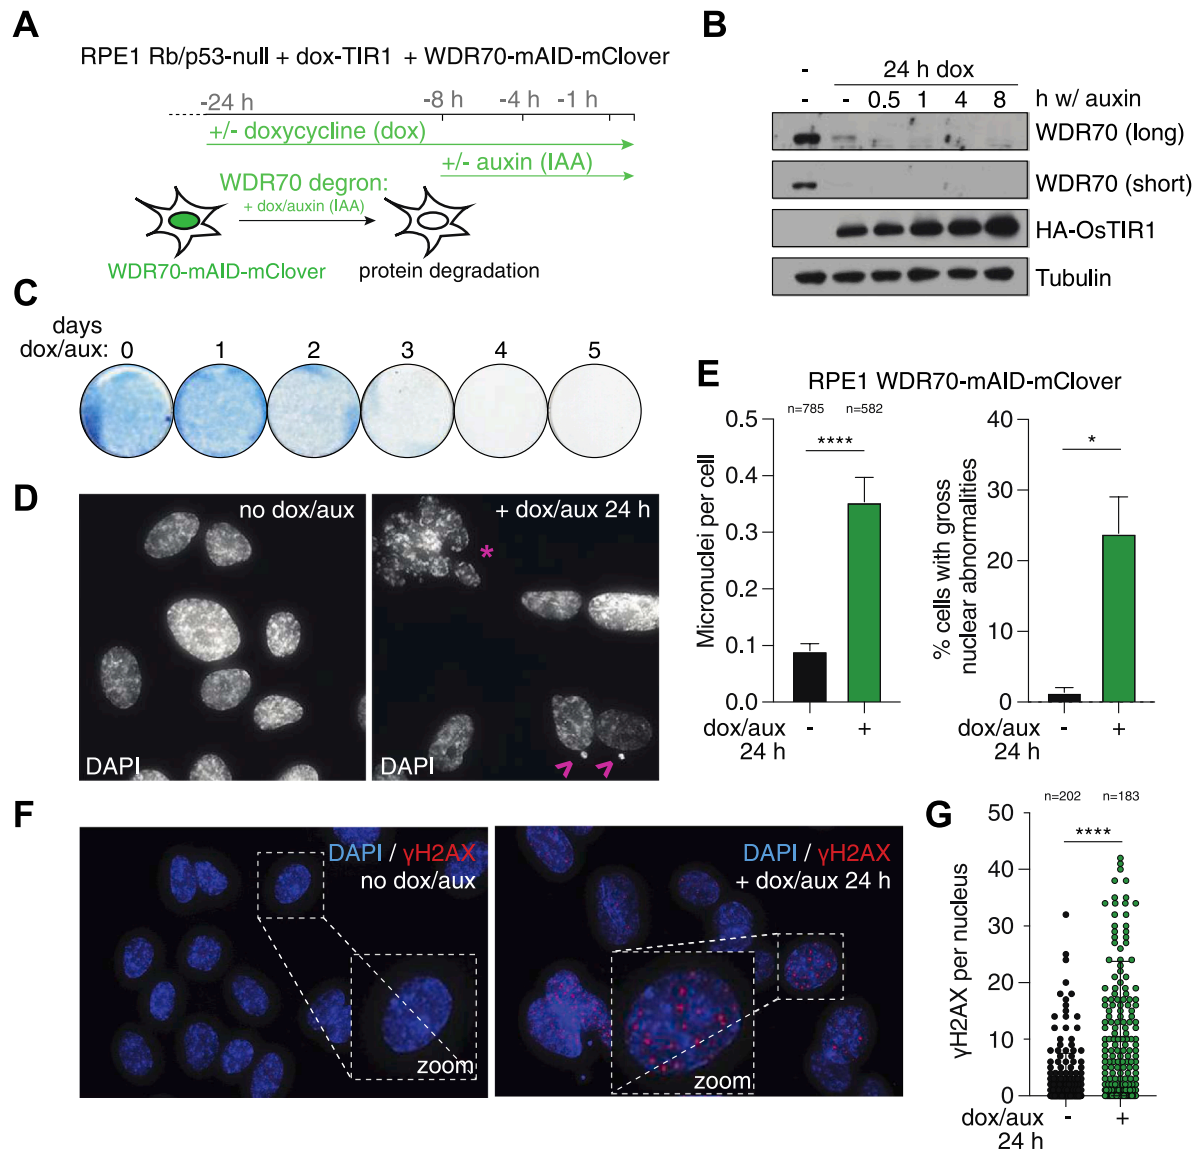 A
RPE1 Rb/p53-null + dox-TIR1 + WDR70-mAID-mClover
-24 h -8 h -4 h -1 h
+/- doxycycline (dox)
+/- auxin (IAA)
WDR70 degron:
+ dox/auxin (IAA)
WDR70-mAID-mClover protein degradation
B
- 24 h dox
- - 0.5 1 4 8 h w/ auxin
WDR70 (long)
WDR70 (short)
HA-OsTIR1
Tubulin
C
days
dox/aux: 0 1 2 3 4 5
D
no dox/aux
DAPI
+ dox/aux 24 h
*
DAPI
E
RPE1 WDR70-mAID-mClover
n=785 n=582
****
Micronuclei per cell
0.5
0.4
0.3
0.2
0.1
0.0
dox/aux - +
24 h
*
% cells with gross
nuclear abnormalities
40
30
20
10
0
dox/aux - +
24 h
F
DAPI / γH2AX
no dox/aux
zoom
DAPI / γH2AX
+ dox/aux 24 h
zoom
G
n=202 n=183
****
γH2AX per nucleus
50
40
30
20
10
0
dox/aux - +
24 h